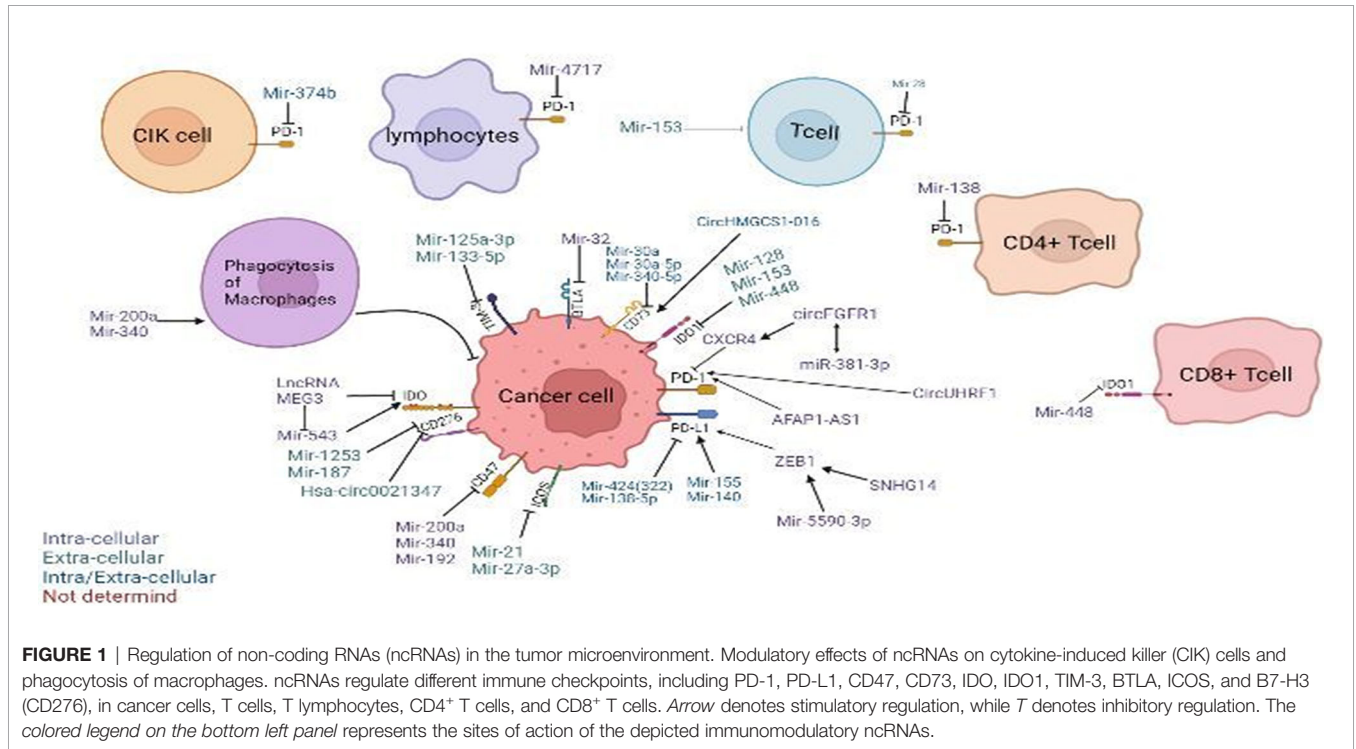 Mir-374b
PD-1
CIK cell
Mir-4717
PD-1
lymphocytes
Mir-153
Tcell
Mir-28
PD-1
Mir-138
PD-1
CD4+ Tcell
Phagocytosis
of
Macrophages
Mir-200a
Mir-340
Mir-125a-3p
Mir-133-5p
TIM-3
Mir-32
BTLA
Mir-30a
Mir-30a-5p
Mir-340-5p
CD73
CircHMGCS1-016
Mir-128
Mir-153
Mir-448
IDO1
CXCR4
circFGFR1
miR-381-3p
Cancer cell
PD-1
CircUHRF1
AFAP1-AS1
PD-L1
ZEB1
SNHG14
Mir-5590-3p
Mir-424(322)
Mir-138-5p
Mir-155
Mir-140
IDO1
Mir-448
CD8+ Tcell
LncRNA
MEG3
IDO
Mir-543
CD276
Mir-1253
Mir-187
Hsa-circ0021347
CD47
Mir-200a
Mir-340
Mir-192
ICOS
Mir-21
Mir-27a-3p
Intra-cellular
Extra-cellular
Intra/Extra-cellular
Not determind
FIGURE 1 | Regulation of non-coding RNAs (ncRNAs) in the tumor microenvironment. Modulatory effects of ncRNAs on cytokine-induced killer (CIK) cells and
phagocytosis of macrophages. ncRNAs regulate different immune checkpoints, including PD-1, PD-L1, CD47, CD73, IDO, IDO1, TIM-3, BTLA, ICOS, and B7-H3
(CD276), in cancer cells, T cells, T lymphocytes, CD4+ T cells, and CD8+ T cells. Arrow denotes stimulatory regulation, while T denotes inhibitory regulation. The
colored legend on the bottom left panel represents the sites of action of the depicted immunomodulatory ncRNAs.